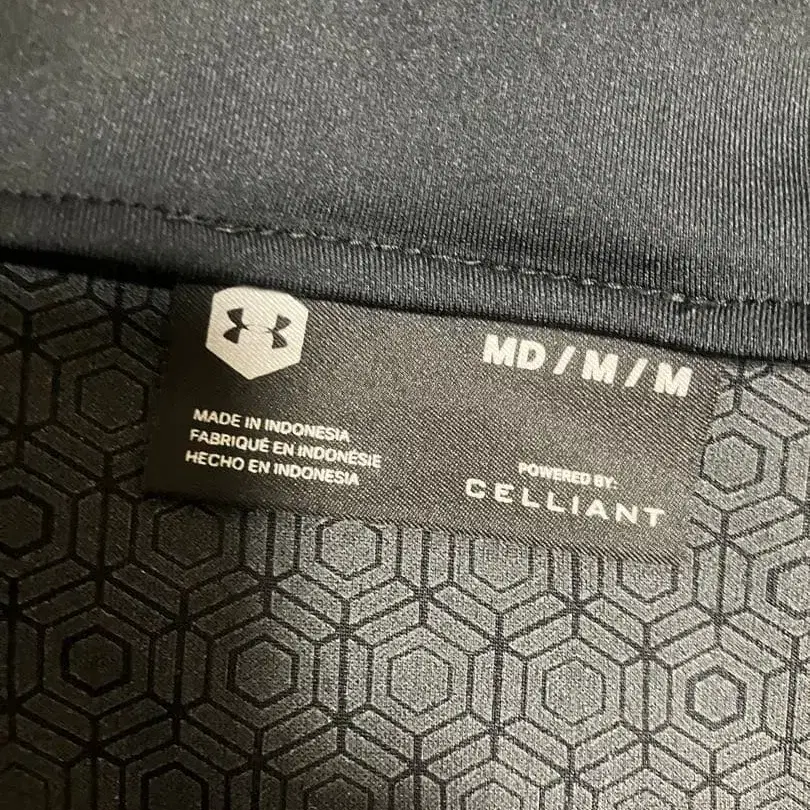 MD / M / M
MADE IN INDONESIA
FABRIQUÉ EN INDONÉSIE
HECHO EN INDONESIA
POWERED BY:
CELLIANT